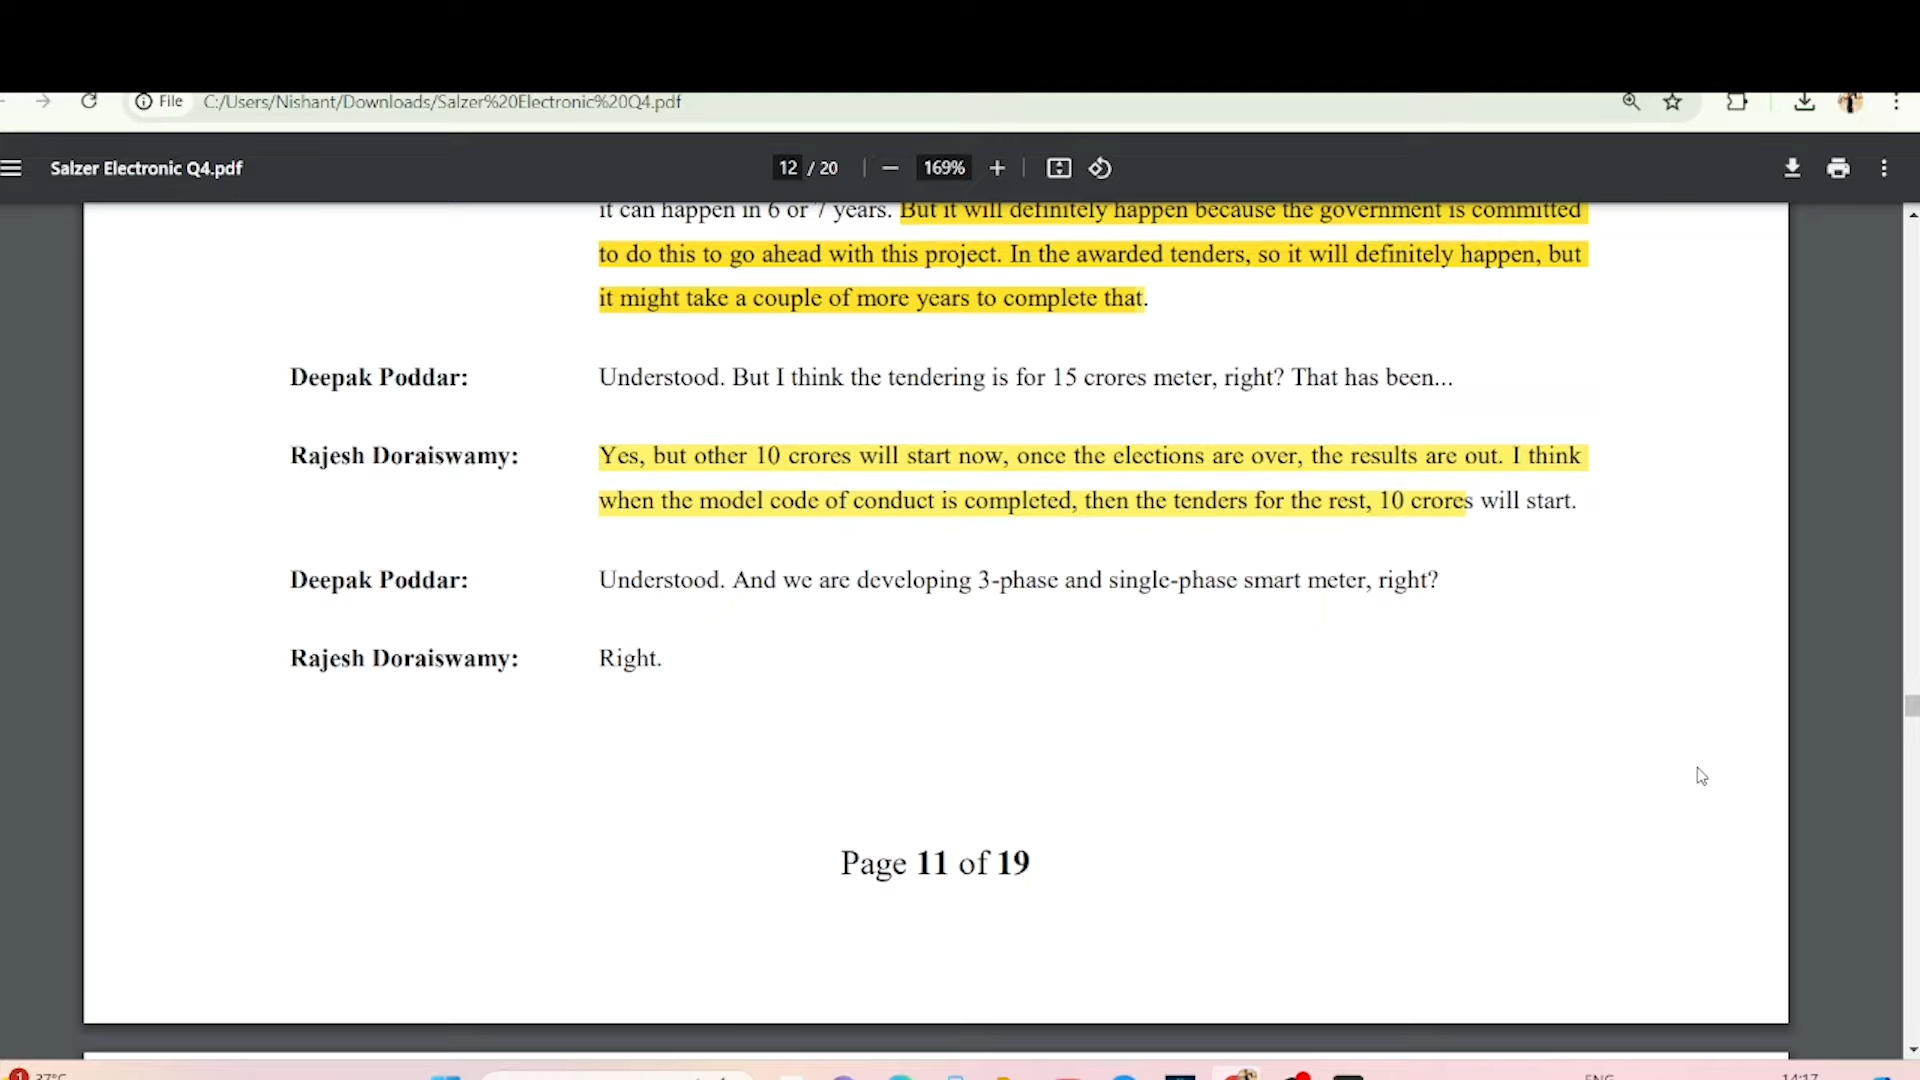 File C:/Users/Nishant/Downloads/Salzer%20Electronic%20Q4.pdf
Salzer Electronic Q4.pdf 12 / 20 169%
it can happen in 6 or 7 years. But it will definitely happen because the government is committed
to do this to go ahead with this project. In the awarded tenders, so it will definitely happen, but
it might take a couple of more years to complete that.
Deepak Poddar: Understood. But I think the tendering is for 15 crores meter, right? That has been...
Rajesh Doraiswamy: Yes, but other 10 crores will start now, once the elections are over, the results are out. I think
when the model code of conduct is completed, then the tenders for the rest, 10 crores will start.
Deepak Poddar: Understood. And we are developing 3-phase and single-phase smart meter, right?
Rajesh Doraiswamy: Right.
Page 11 of 19
1 37°C ENG 14:17